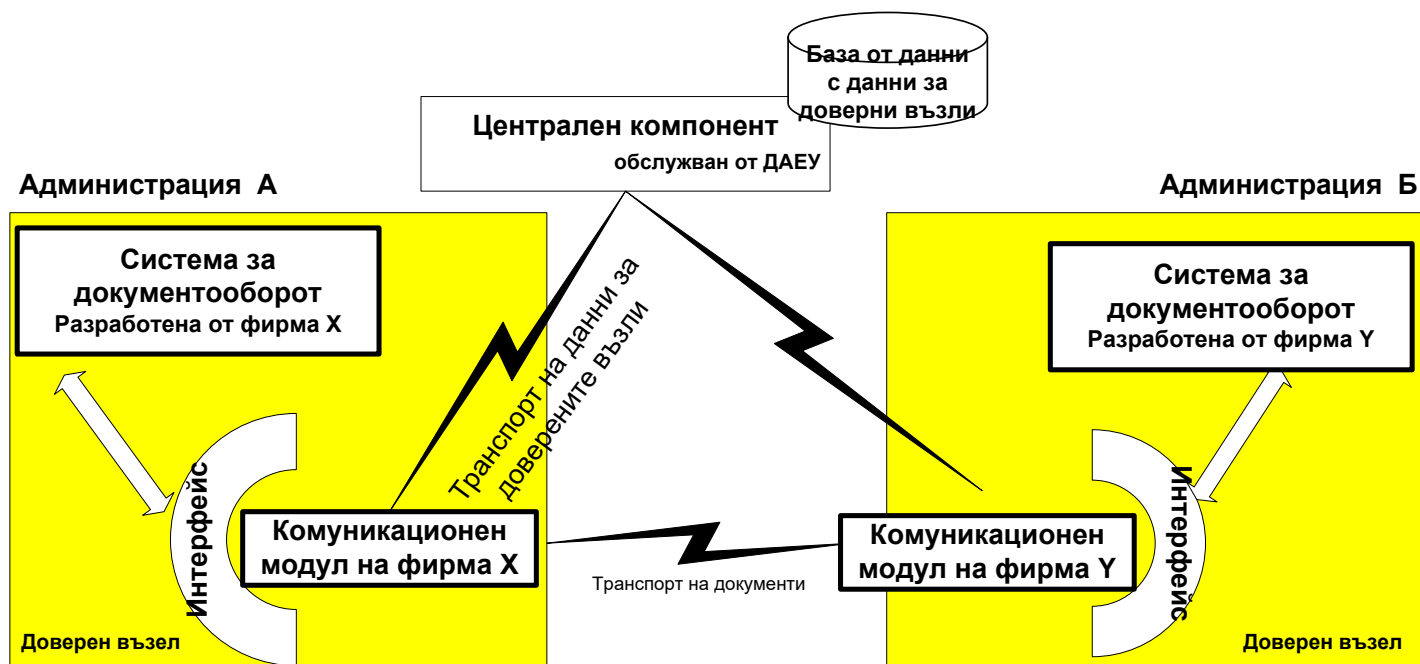 База от данни
с данни за
доверни възли
Централен компонент
обслужван от ДАЕУ
Администрация А
Администрация Б
Система за
документооборот
Разработена от фирма X
Система за
документооборот
Разработена от фирма Y
Транспорт на данни за
доверените възли
Интерфейс
Интерфейс
Комуникационен
модул на фирма X
Комуникационен
модул на фирма Y
Транспорт на документи
Доверен възел
Доверен възел